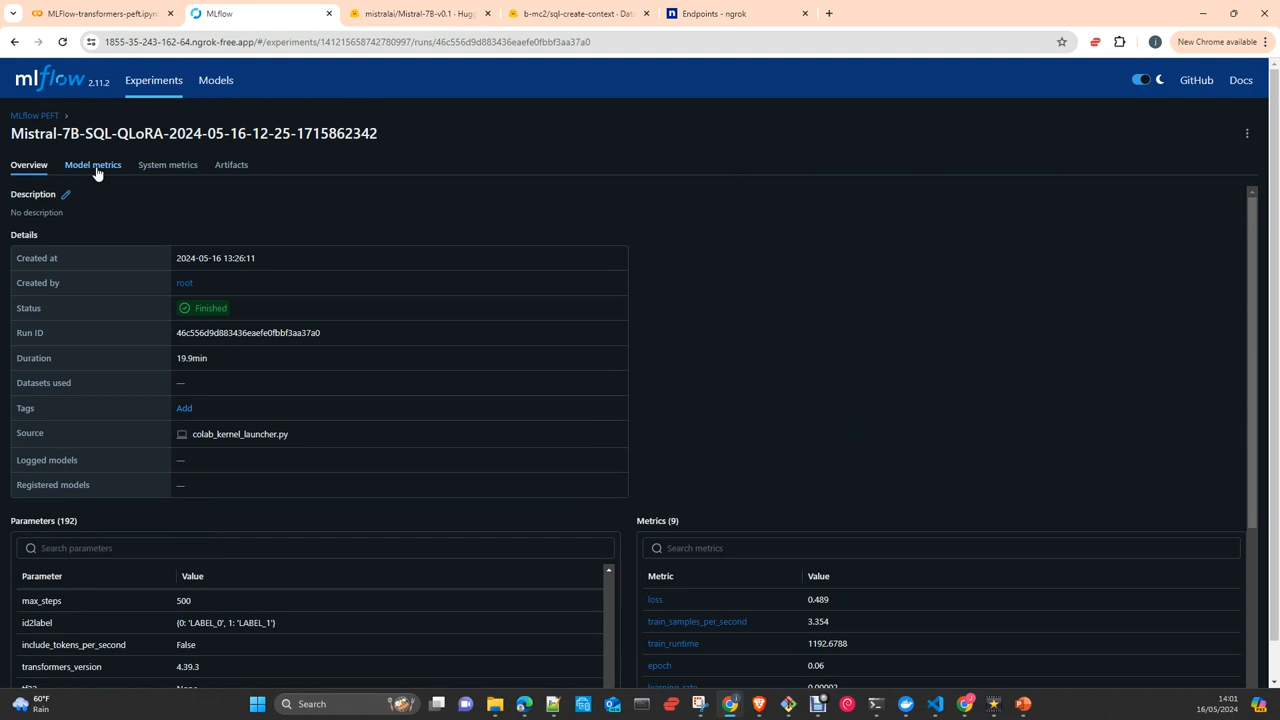 MLFlow-transformers-peft.ipyn
MLflow
mistralai/Mistral-7B-v0.1 - Hugg
b-mc2/sql-create-context - Dat
Endpoints - ngrok
1855-35-243-162-64.ngrok-free.app/#/experiments/141215658742780997/runs/46c556d9d883436eaefe0fbbf3aa37a0
New Chrome available
mlflow 2.11.2
Experiments
Models
GitHub
Docs
MLflow PEFT
Mistral-7B-SQL-QLoRA-2024-05-16-12-25-1715862342
Overview
Model metrics
System metrics
Artifacts
Description
No description
Details
Created at 2024-05-16 13:26:11
Created by root
Status Finished
Run ID 46c556d9d883436eaefe0fbbf3aa37a0
Duration 19.9min
Datasets used —
Tags Add
Source colab_kernel_launcher.py
Logged models —
Registered models —
Parameters (192)
Search parameters
Parameter Value
max_steps 500
id2label {0: 'LABEL_0', 1: 'LABEL_1'}
include_tokens_per_second False
transformers_version 4.39.3
Metrics (9)
Search metrics
Metric Value
loss 0.489
train_samples_per_second 3.354
train_runtime 1192.6788
epoch 0.06
60°F
Rain
Search
14:01
16/05/2024